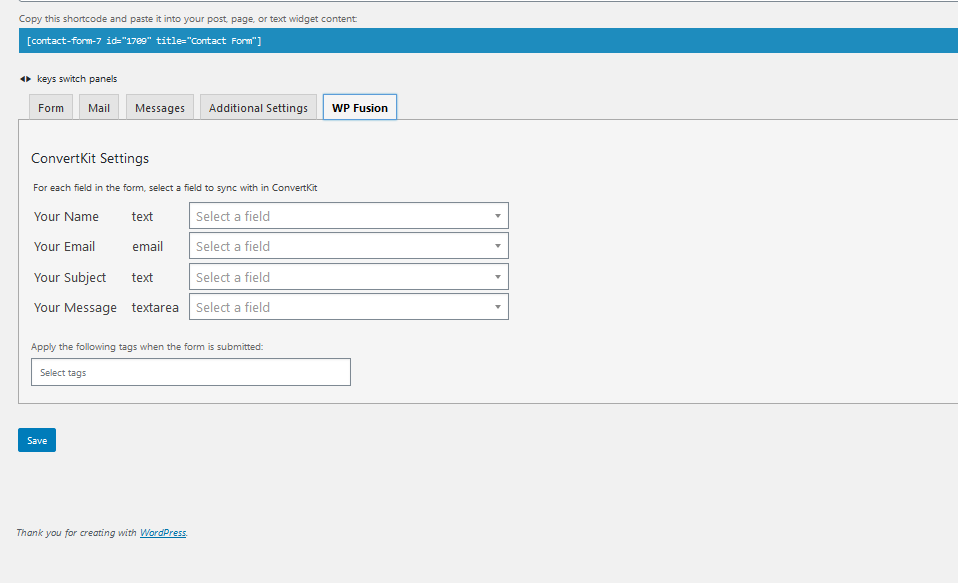 Copy this shortcode and paste it into your post, page, or text widget content:
[contact-form-7 id="1709" title="Contact Form"]
keys switch panels
Form Mail Messages Additional Settings WP Fusion
ConvertKit Settings
For each field in the form, select a field to sync with in ConvertKit
Your Name text Select a field
Your Email email Select a field
Your Subject text Select a field
Your Message textarea Select a field
Apply the following tags when the form is submitted:
Select tags
Save
Thank you for creating with WordPress.